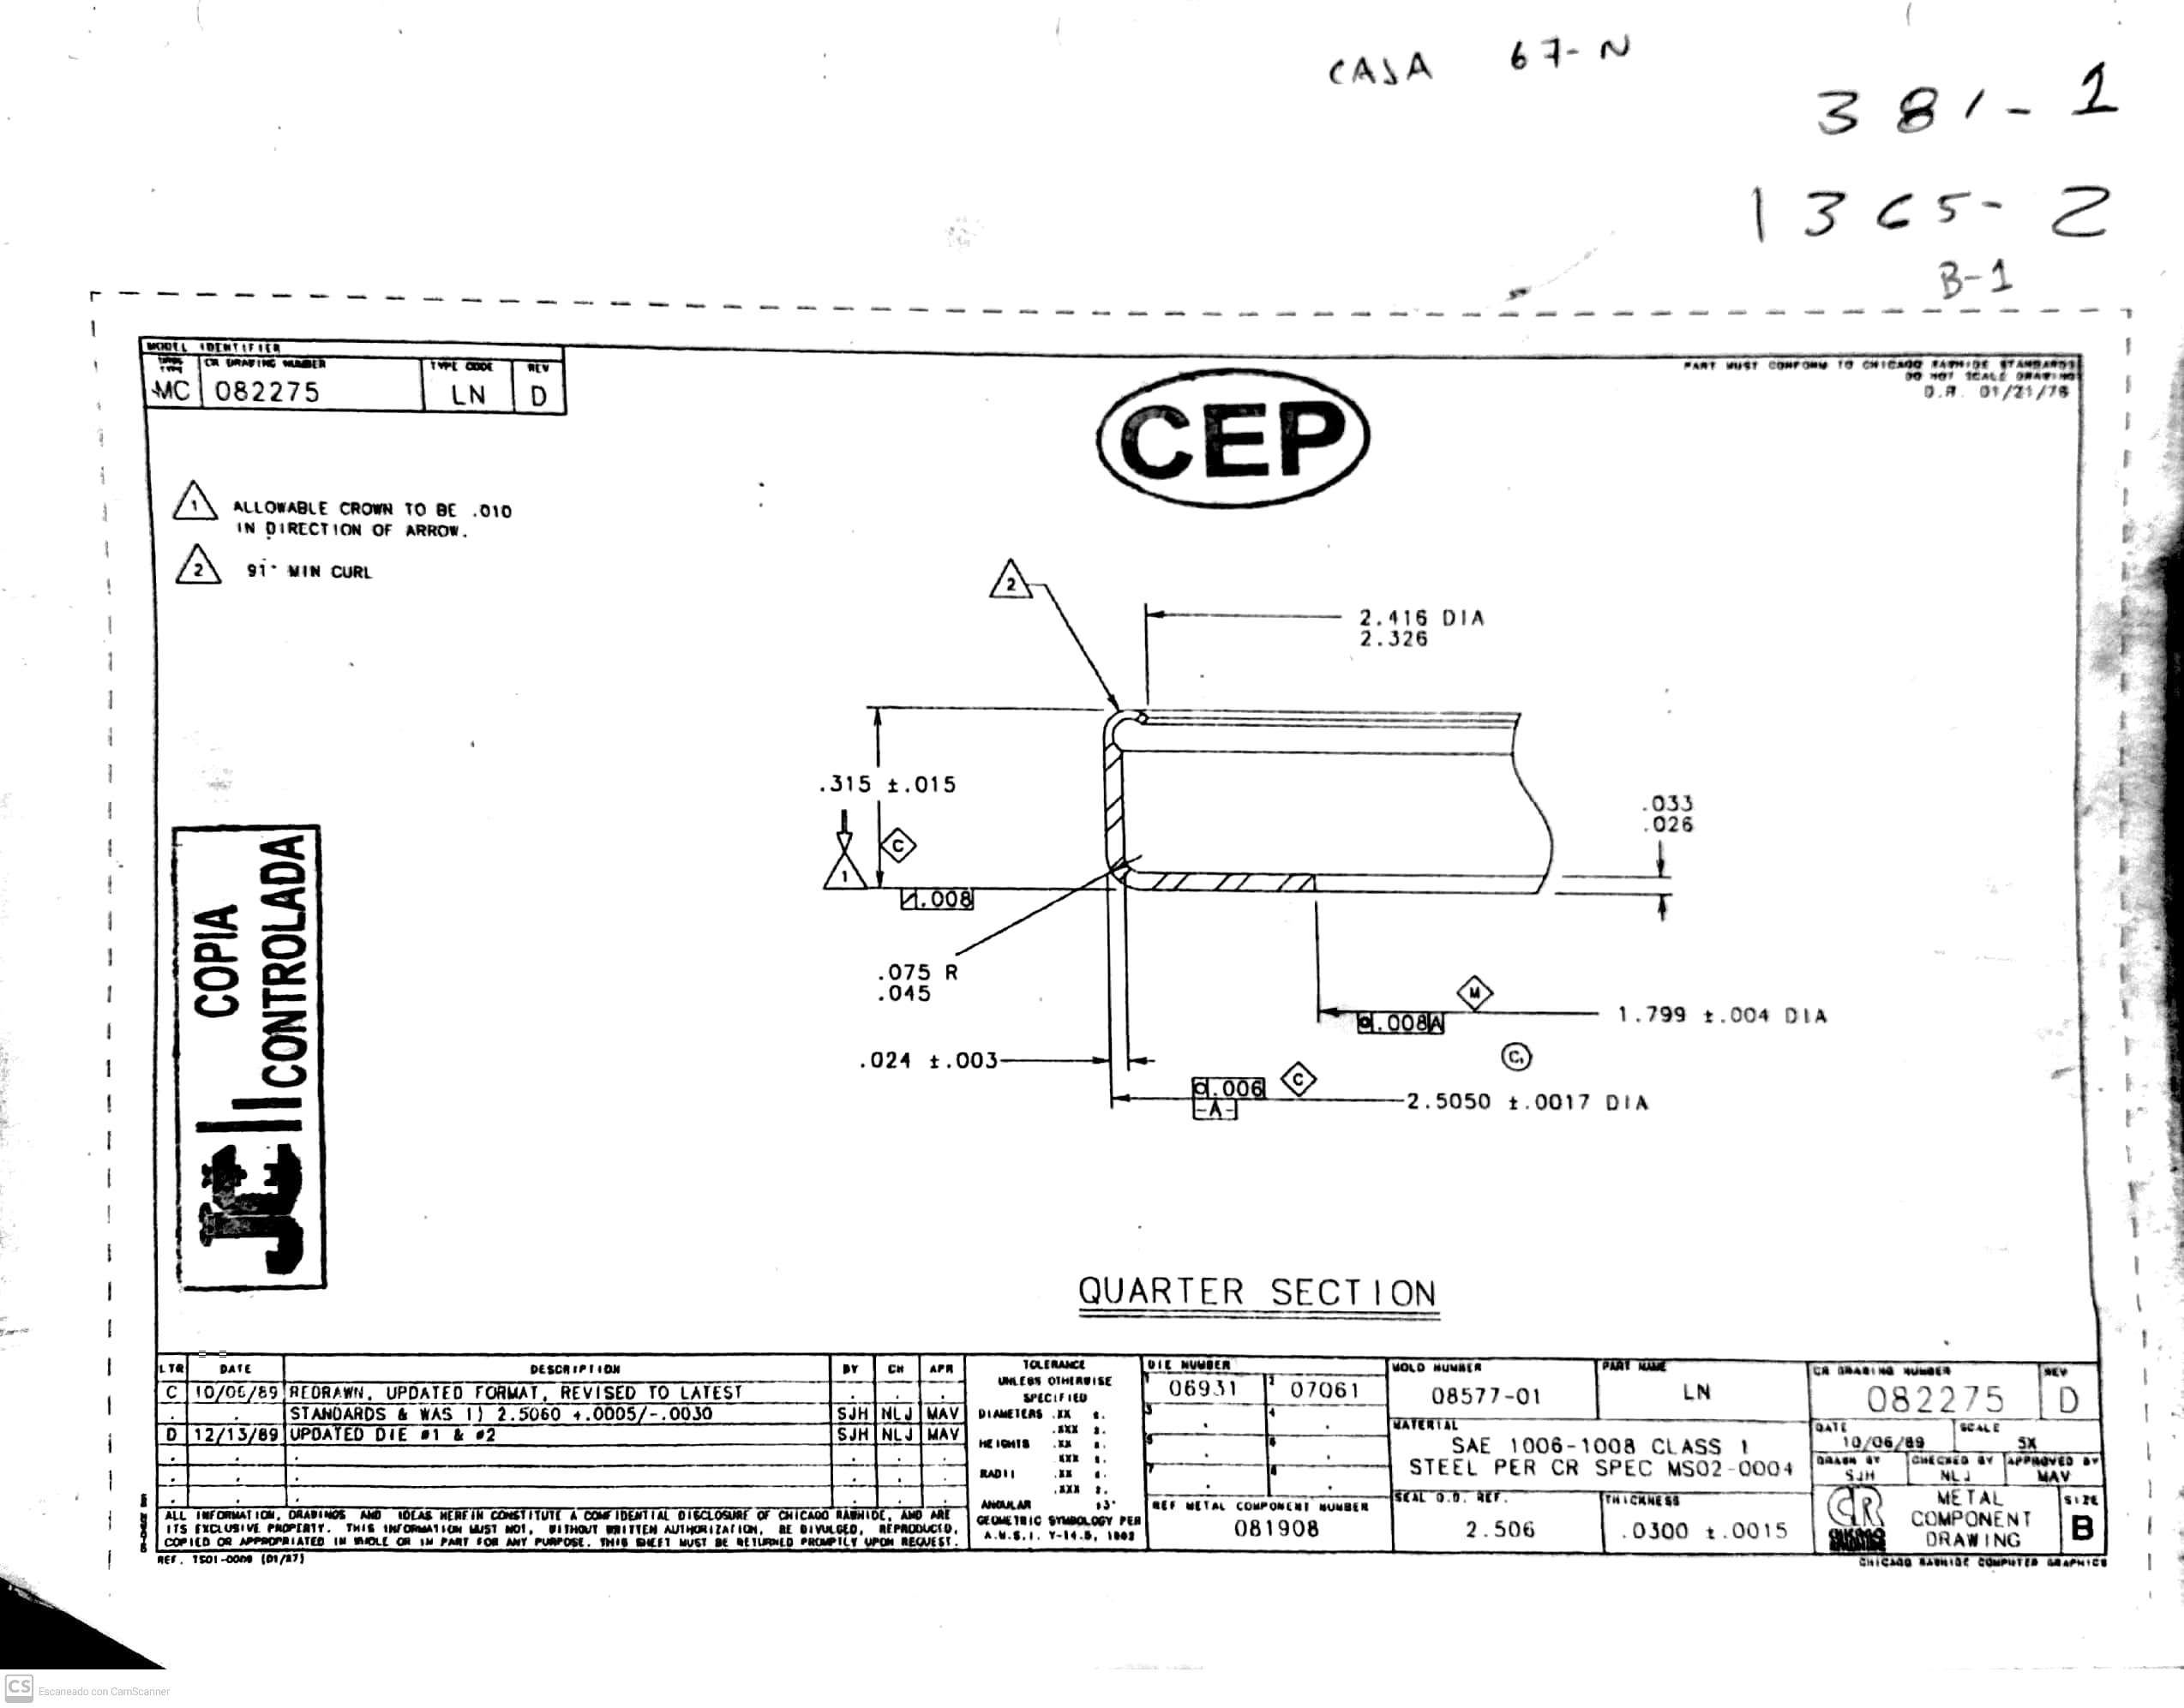 CAJA 67-N
381-1
1365-2
B-1
MODEL IDENTIFIER
CR DRAWING NUMBER
TYPE CODE
REV
MC
082275
LN
D
PART MUST CONFORM TO CHICAGO RAWHIDE STANDARDS
DO NOT SCALE DRAWING
CEP
1 ALLOWABLE CROWN TO BE .010
IN DIRECTION OF ARROW.
2 91° MIN CURL
2
2.416 DIA
2.326
.315 ±.015
C
1
.008
.033
.026
.075 R
.045
M
.008 A
1.799 ±.004 DIA
.024 ±.003
C1
.006
C
-A-
2.5050 ±.0017 DIA
COPIA
CONTROLADA
QUARTER SECTION
LTR DATE DESCRIPTION BY CH APR
C 10/06/89 REDRAWN, UPDATED FORMAT, REVISED TO LATEST
STANDARDS & WAS 1) 2.5060 +.0005/-.0030 SJH NLJ MAV
D 12/13/89 UPDATED DIE #1 & #2 SJH NLJ MAV
ALL INFORMATION, DRAWINGS AND IDEAS HEREIN CONSTITUTE A CONFIDENTIAL DISCLOSURE OF CHICAGO RAWHIDE, AND ARE
ITS EXCLUSIVE PROPERTY. THIS INFORMATION MUST NOT, WITHOUT WRITTEN AUTHORIZATION, BE DIVULGED, REPRODUCED,
COPIED OR APPROPRIATED IN WHOLE OR IN PART FOR ANY PURPOSE. THIS SHEET MUST BE RETURNED PROMPTLY UPON REQUEST.
REF. TS01-0009 (01/87)
TOLERANCE
UNLESS OTHERWISE
SPECIFIED
DIAMETERS .XX ±.
.XXX ±.
HEIGHTS .XX ±.
.XXX ±.
RADII .XX ±.
.XXX ±.
ANGULAR ±3°
GEOMETRIC SYMBOLOGY PER
A.N.S.I. Y-14.5, 1982
DIE NUMBER
1 06931
2 07061
3
4
5
6
7
8
REF METAL COMPONENT NUMBER
081908
MOLD NUMBER
08577-01
PART NAME
LN
MATERIAL
SAE 1006-1008 CLASS 1
STEEL PER CR SPEC MS02-0004
SEAL O.D. REF.
2.506
THICKNESS
.0300 ±.0015
CR DRAWING NUMBER
082275
REV
D
DATE
10/06/89
SCALE
5X
DRAWN BY
SJH
CHECKED BY
NLJ
APPROVED BY
MAV
CR
METAL
COMPONENT
DRAWING
SIZE
B
CHICAGO RAWHIDE COMPUTER GRAPHICS
CS Escaneado con CamScanner